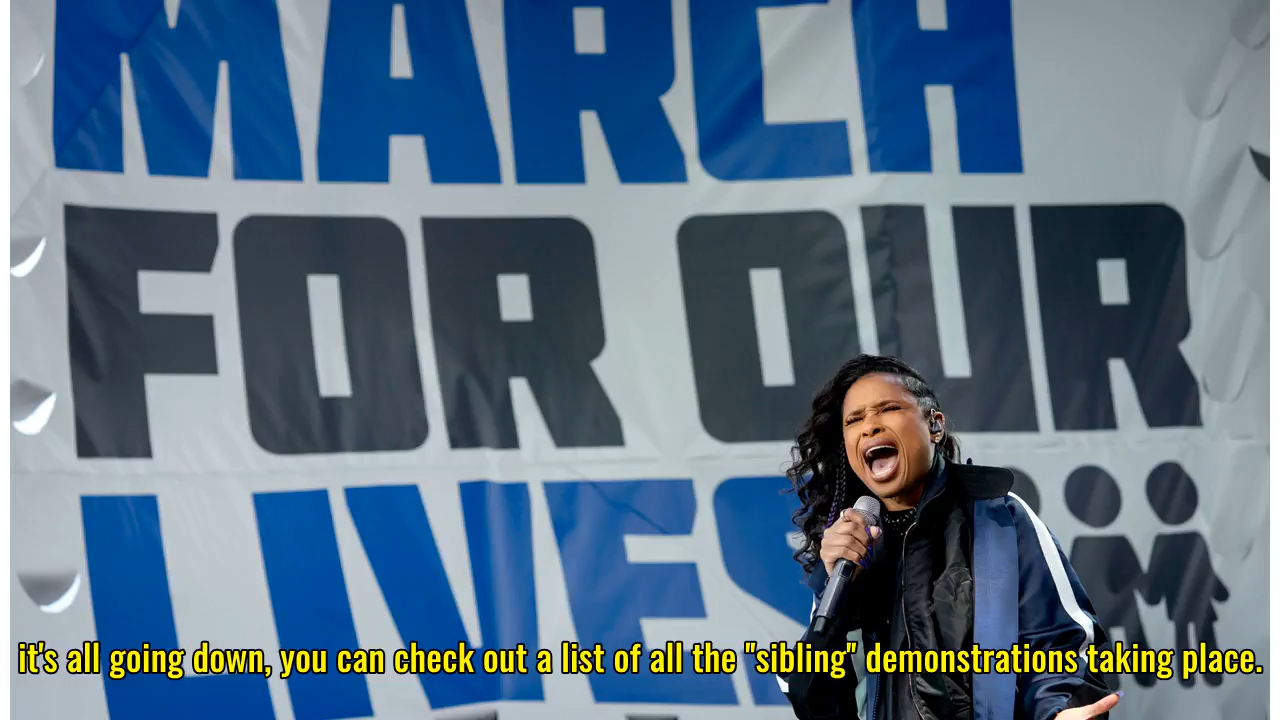 MARCH
FOR OUR
LIVES
it's all going down, you can check out a list of all the "sibling" demonstrations taking place.